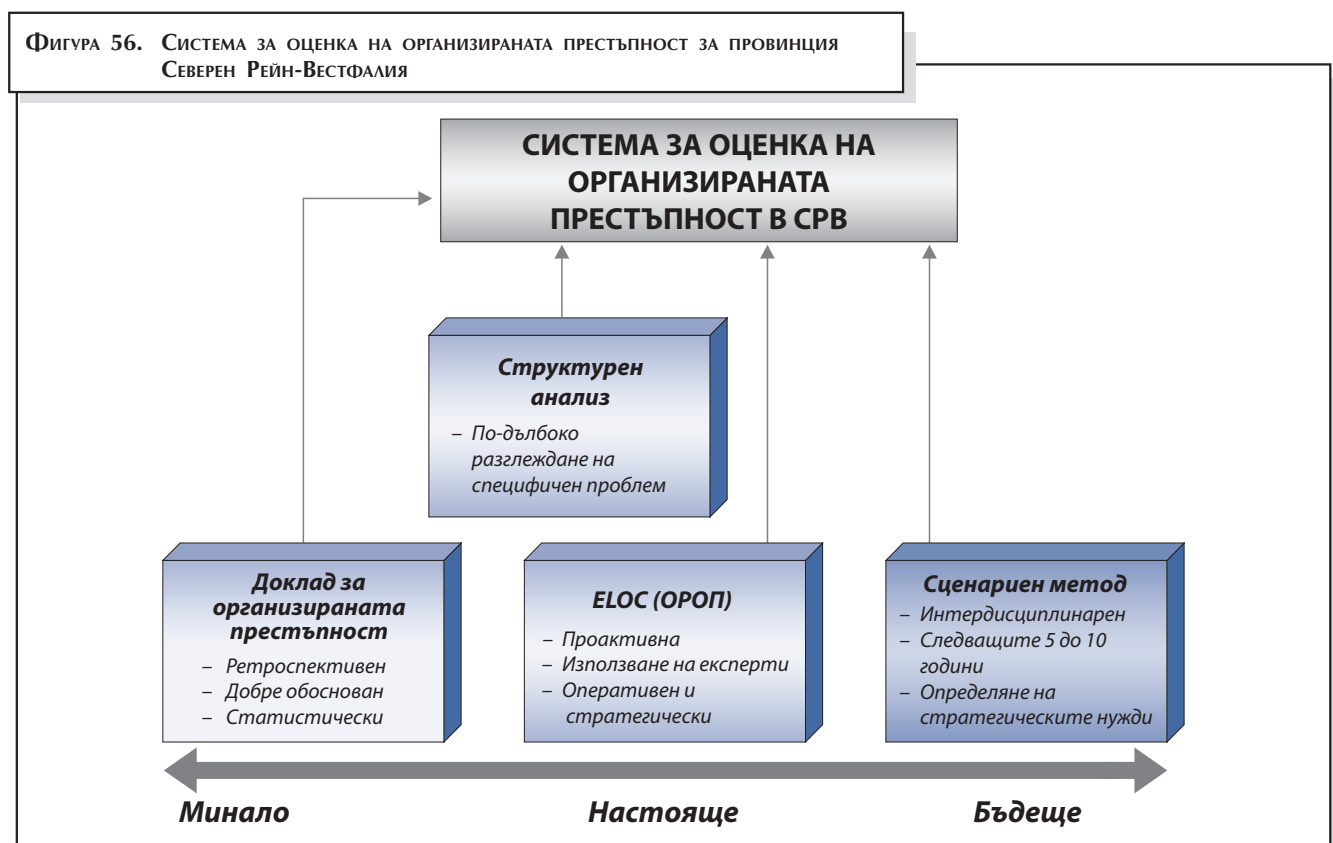 Фигура 56. Система за оценка на организираната престъпност за провинция
Северен Рейн-Вестфалия
СИСТЕМА ЗА ОЦЕНКА НА
ОРГАНИЗИРАНАТА
ПРЕСТЪПНОСТ В СРВ
Структурен
анализ
– По-дълбоко
разглеждане на
специфичен проблем
Доклад за
организираната
престъпност
– Ретроспективен
– Добре обоснован
– Статистически
ELOC (ОРОП)
– Проактивна
– Използване на експерти
– Оперативен и
стратегически
Сценариен метод
– Интердисциплинарен
– Следващите 5 до 10
години
– Определяне на
стратегическите нужди
Минало
Настояще
Бъдеще